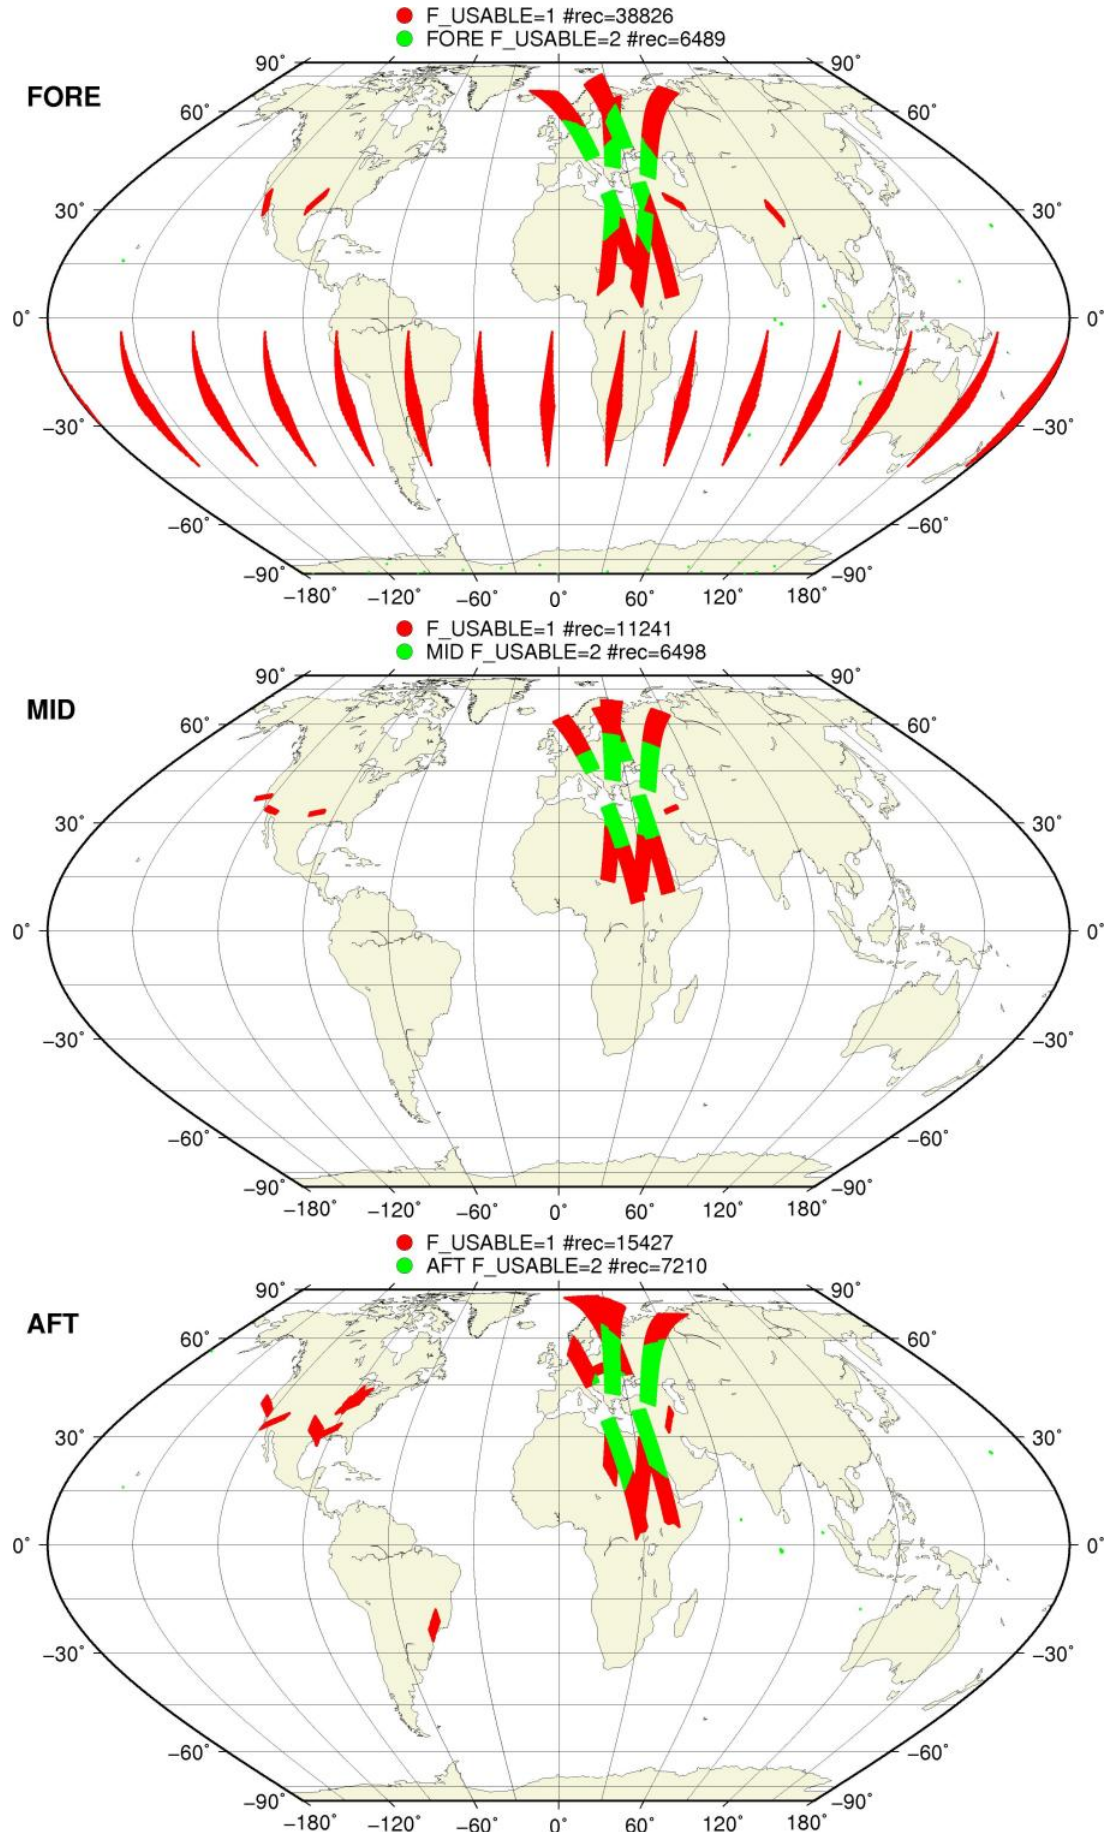 F_USABLE=1 #rec=38826
FORE F_USABLE=2 #rec=6489
FORE
90° 90°
60° 60°
30° 30°
0° 0°
−30° −30°
−60° −60°
−90° −90°
−180° −120° −60° 0° 60° 120° 180°
F_USABLE=1 #rec=11241
MID F_USABLE=2 #rec=6498
MID
90° 90°
60° 60°
30° 30°
0° 0°
−30° −30°
−60° −60°
−90° −90°
−180° −120° −60° 0° 60° 120° 180°
F_USABLE=1 #rec=15427
AFT F_USABLE=2 #rec=7210
AFT
90° 90°
60° 60°
30° 30°
0° 0°
−30° −30°
−60° −60°
−90° −90°
−180° −120° −60° 0° 60° 120° 180°